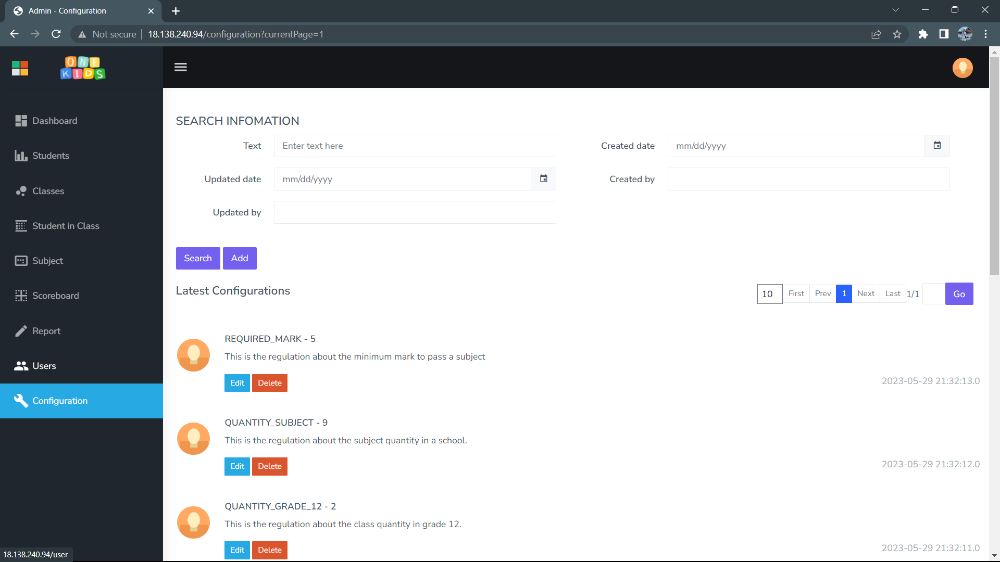 Admin - Configuration
Not secure | 18.138.240.94/configuration?currentPage=1
ONE
KIDS
Dashboard
Students
Classes
Student in Class
Subject
Scoreboard
Report
Users
Configuration
SEARCH INFOMATION
Text Enter text here Created date mm/dd/yyyy
Updated date mm/dd/yyyy Created by
Updated by
Search Add
Latest Configurations 10 First Prev 1 Next Last 1/1 Go
REQUIRED_MARK - 5
This is the regulation about the minimum mark to pass a subject
Edit Delete 2023-05-29 21:32:13.0
QUANTITY_SUBJECT - 9
This is the regulation about the subject quantity in a school.
Edit Delete 2023-05-29 21:32:12.0
QUANTITY_GRADE_12 - 2
This is the regulation about the class quantity in grade 12.
Edit Delete 2023-05-29 21:32:11.0
18.138.240.94/user